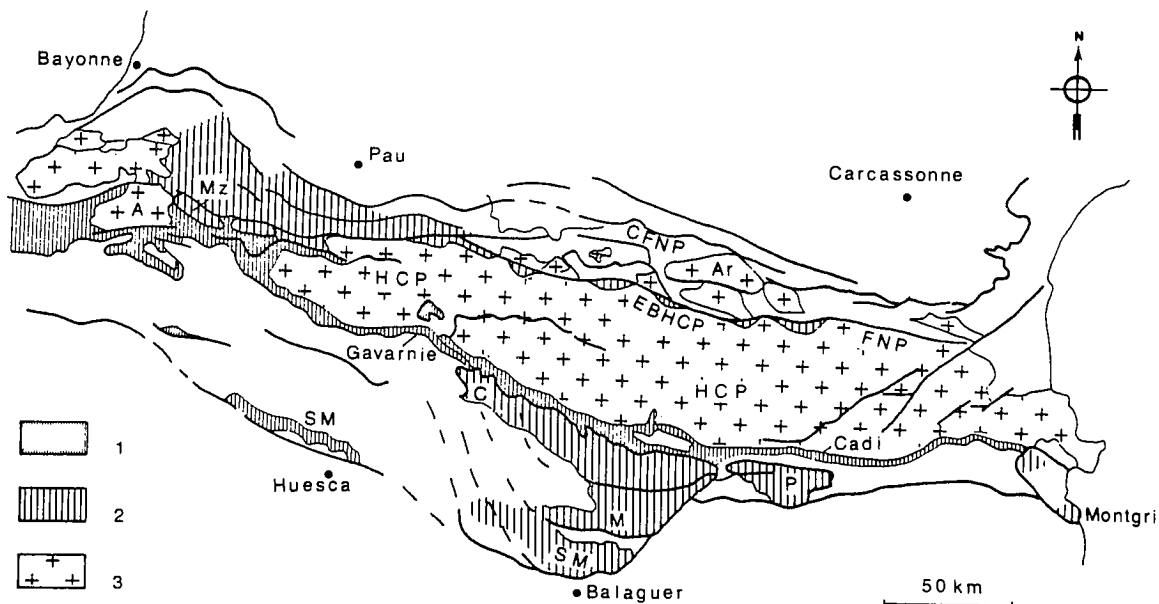 N
Bayonne
Pau
Carcassonne
Mz
A
CFNP
Ar
HCP
EBHCP
FNP
Gavarnie
HCP
C
SM
Cadi
1
Huesca
P
2
M
Montgri
SM
3
Balaguer
50 km